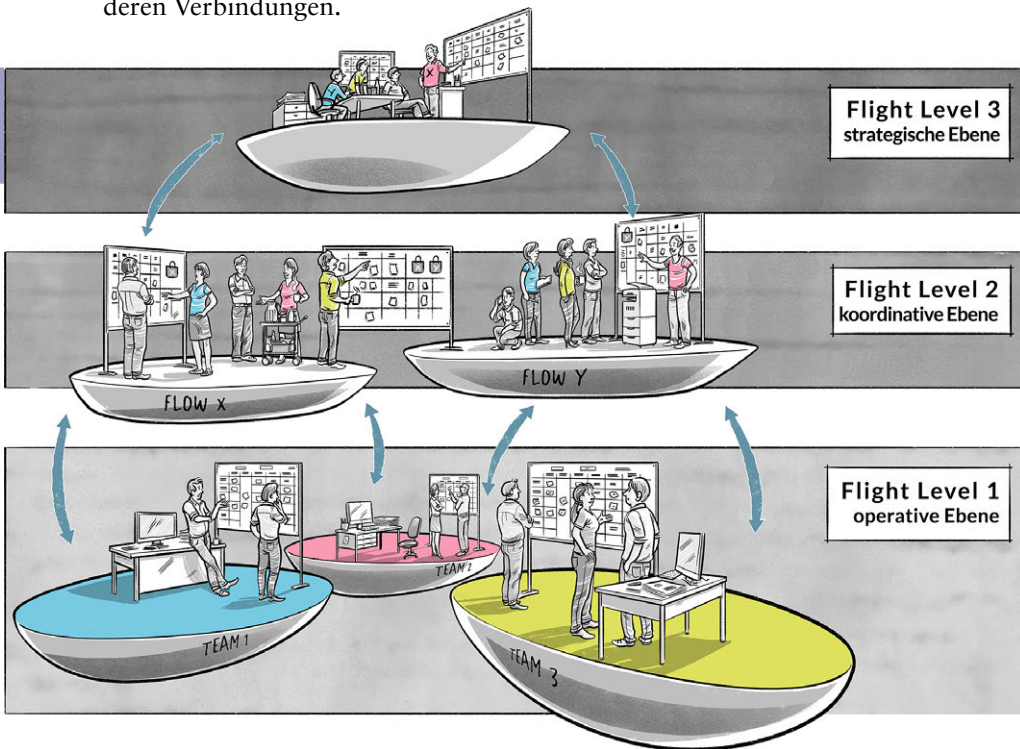 deren Verbindungen.
Flight Level 3
strategische Ebene
Flight Level 2
koordinative Ebene
FLOW X
FLOW Y
Flight Level 1
operative Ebene
TEAM 1
TEAM 2
TEAM 3